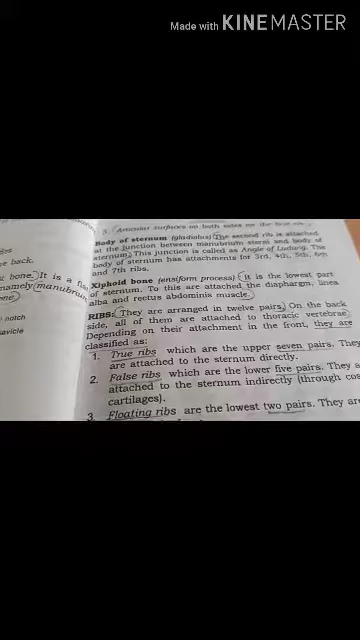 Made with KINEMASTER
5. Articular surfaces on both sides on the
Body of sternum (gladiolus) The second rib is attached
at the junction between manubrium sterni and body of
sternum. This junction is called as Angle of Ludwig. The
body of sternum has attachments for 3rd, 4th, 5th, 6th
and 7th ribs.
Xiphoid bone (ensiform process) It is the lowest part
of sternum. To this are attached the diaphargm, linea
alba and rectus abdominis muscle.
RIBS: They are arranged in twelve pairs. On the back
side, all of them are attached to thoracic vertebrae.
Depending on their attachment in the front, they are
classified as:
1. True ribs which are the upper seven pairs. They
are attached to the sternum directly.
2. False ribs which are the lower five pairs. They a
attached to the sternum indirectly (through cos
cartilages).
3. Floating ribs are the lowest two pairs. They are
back.
bone. It is a fla
namely (manubriu
notch
avicle